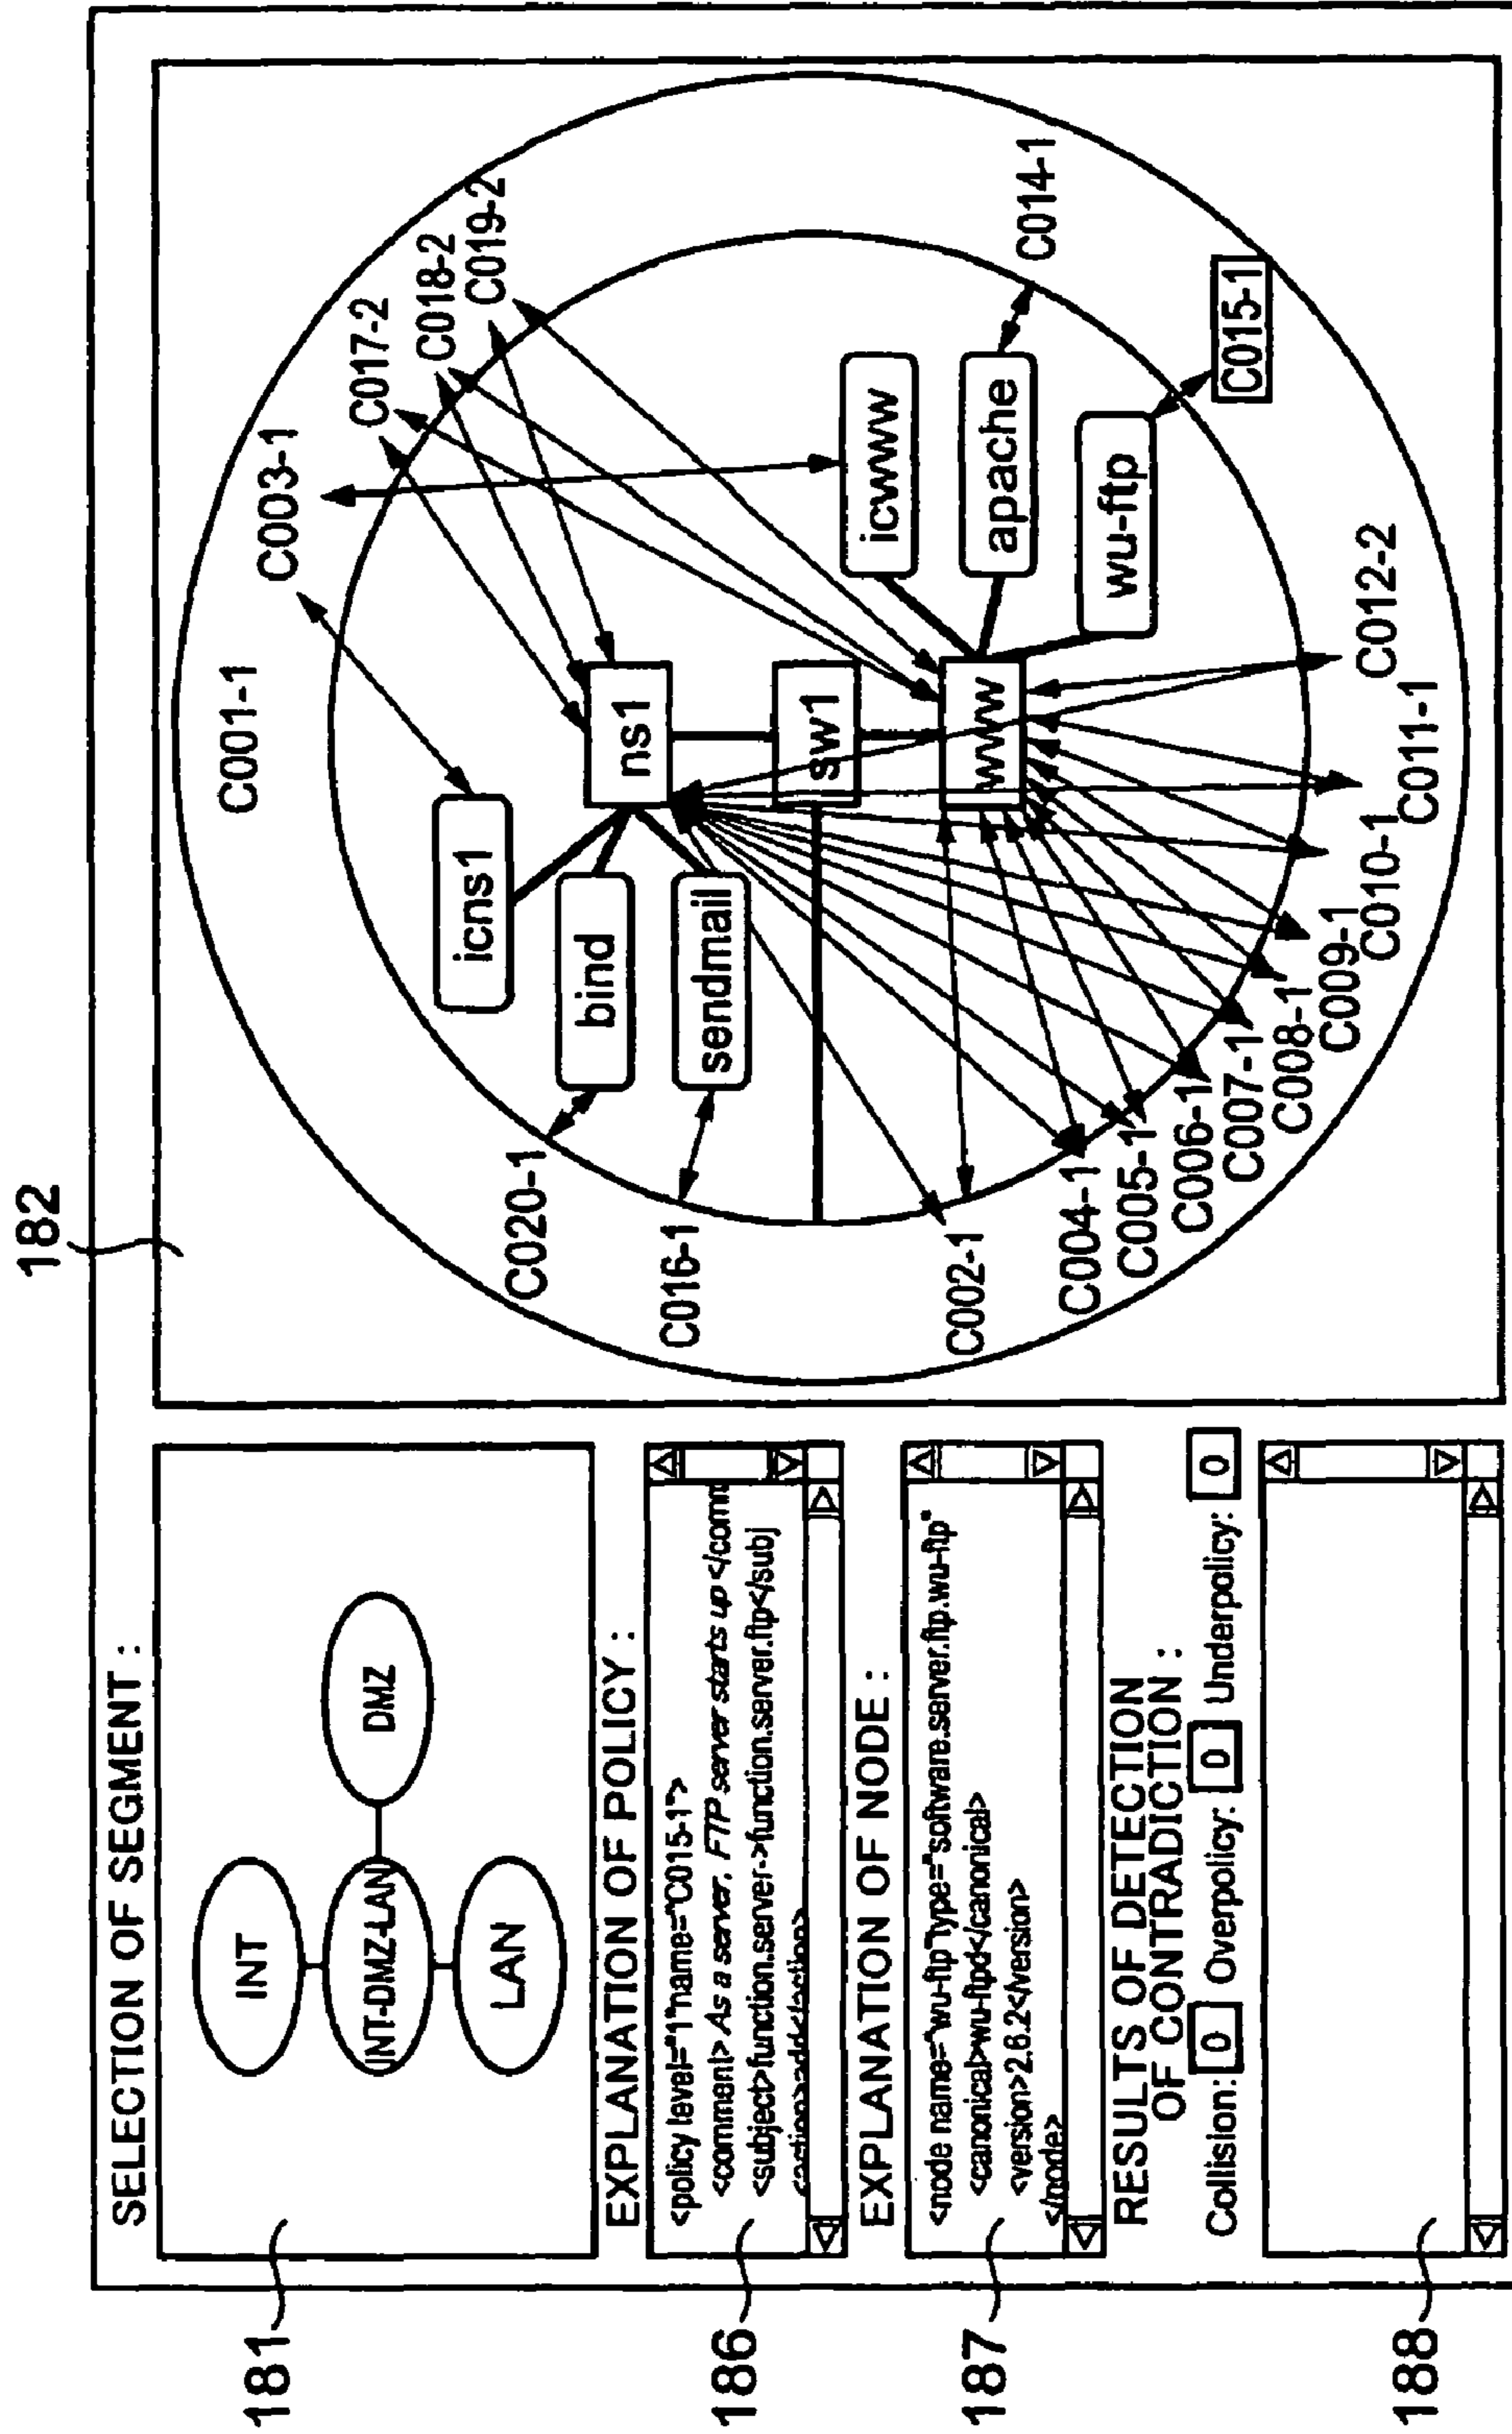 182
SELECTION OF SEGMENT :
INT
INT-DMZ-LAN
DMZ
LAN
181
EXPLANATION OF POLICY :
<policy level="1"name="C015-1">
<comment> As a server, FTP server starts up </com
<subject>function.server->function.server.ftp</subj
<action>add</action>
186
EXPLANATION OF NODE :
<node name="wu-ftp"type="software.server.ftp.wu-ftp"
<canonical>wu-ftpd</canonical>
<version>2.6.2</version>
</node>
187
RESULTS OF DETECTION
OF CONTRADICTION :
Collision: 0 Overpolicy: 0 Underpolicy: 0
188
C001-1
C003-1
C017-2
C018-2
C019-2
icns1
bind
sendmail
ns1
sw1
www
icwww
apache
wu-ftp
C014-1
C015-1
C020-1
C016-1
C002-1
C004-1
C005-1
C006-1
C007-1
C008-1
C009-1
C010-1
C011-1
C012-2